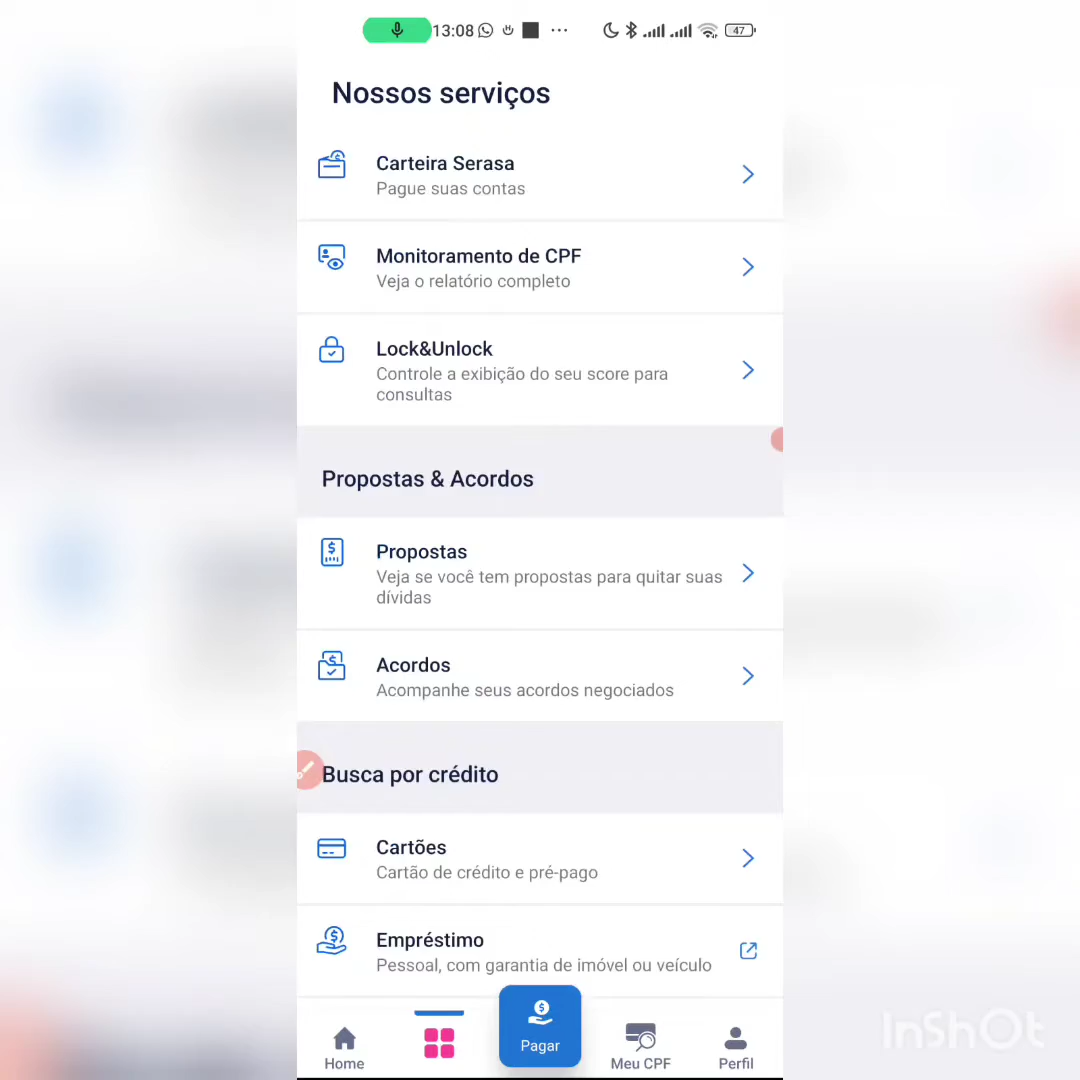 13:08
47
Nossos serviços
Carteira Serasa
Pague suas contas
Monitoramento de CPF
Veja o relatório completo
Lock&Unlock
Controle a exibição do seu score para
consultas
Propostas & Acordos
Propostas
Veja se você tem propostas para quitar suas
dívidas
Acordos
Acompanhe seus acordos negociados
Busca por crédito
Cartões
Cartão de crédito e pré-pago
Empréstimo
Pessoal, com garantia de imóvel ou veículo
Home
Pagar
Meu CPF
Perfil
InShOt